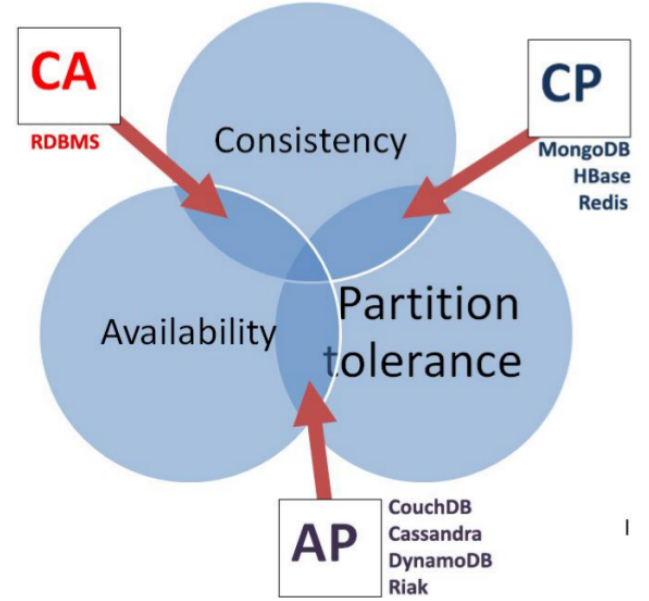 CA
RDBMS
Consistency
CP
MongoDB
HBase
Redis
Availability
Partition
tolerance
AP
CouchDB
Cassandra
DynamoDB
Riak